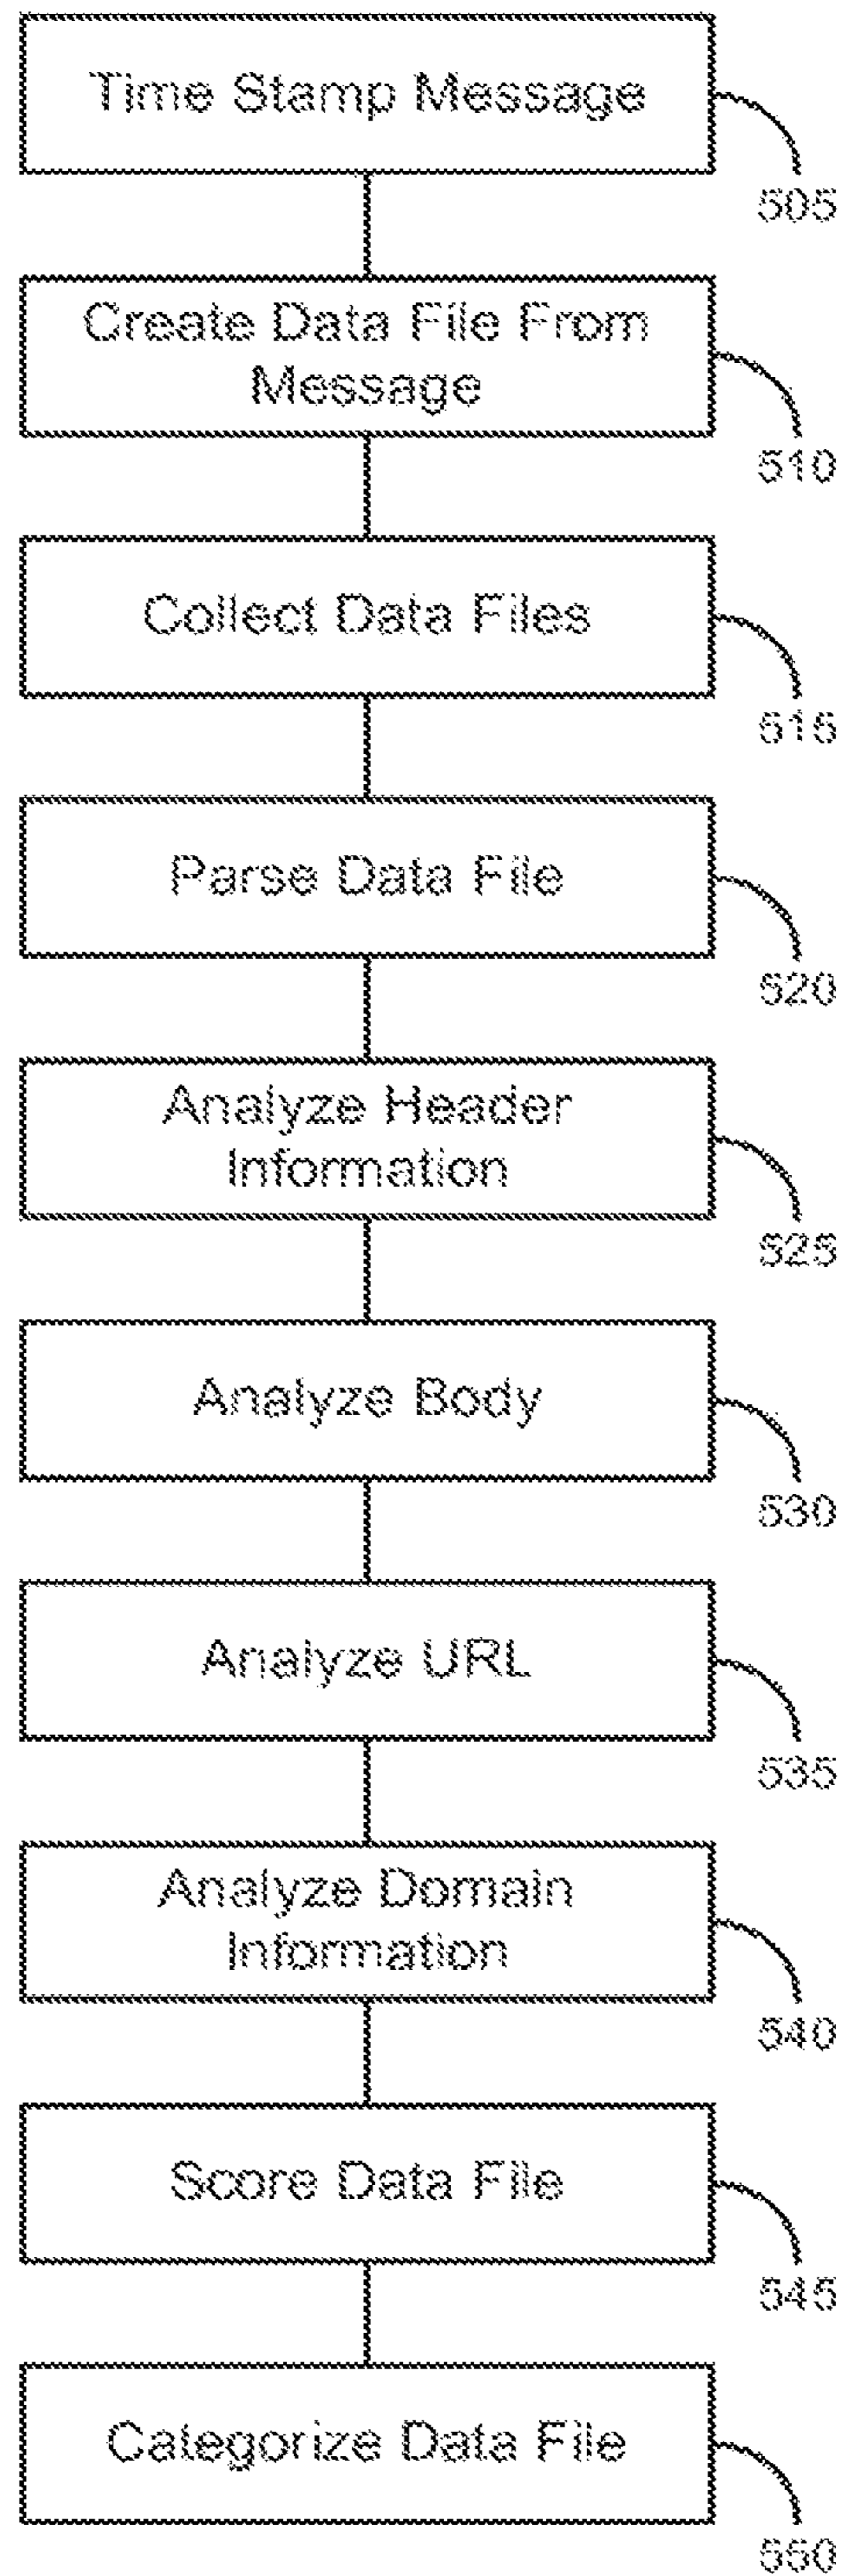 Time Stamp Message
505
Create Data File From
Message
510
Collect Data Files
515
Parse Data File
520
Analyze Header
Information
525
Analyze Body
530
Analyze URL
535
Analyze Domain
Information
540
Score Data File
545
Categorize Data File
550